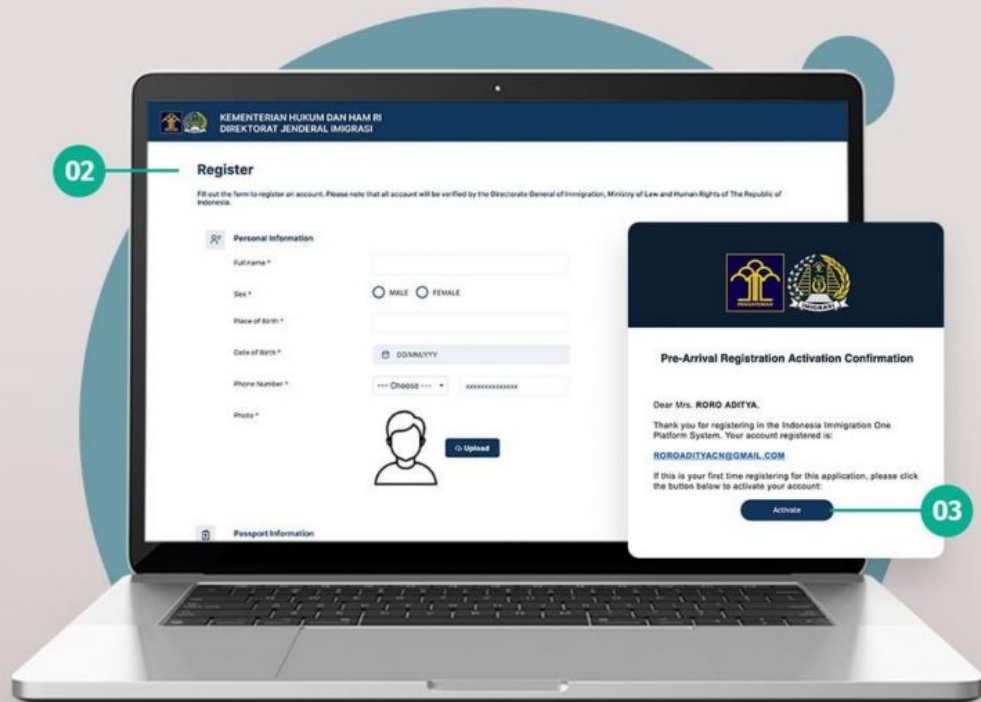 KEMENTERIAN HUKUM DAN HAM RI
DIREKTORAT JENDERAL IMIGRASI
02
Register
Fill out the form to register an account. Please note that all account will be verified by the Directorate General of Immigration, Ministry of Law and Human Rights of The Republic of
Indonesia.
Personal Information
Full name *
Sex *
MALE FEMALE
Place of Birth *
Date of Birth *
DD/MM/YYY
Phone Number *
--- Choose ---
xxxxxxxxxxxxx
Photo *
Upload
Passport Information
PENGAYOMAN
IMIGRASI
Pre-Arrival Registration Activation Confirmation
Dear Mrs. RORO ADITYA,
Thank you for registering in the Indonesia Immigration One
Platform System. Your account registered is:
ROROADITYACN@GMAIL.COM
If this is your first time registering for this application, please click
the button below to activate your account:
Activate
03